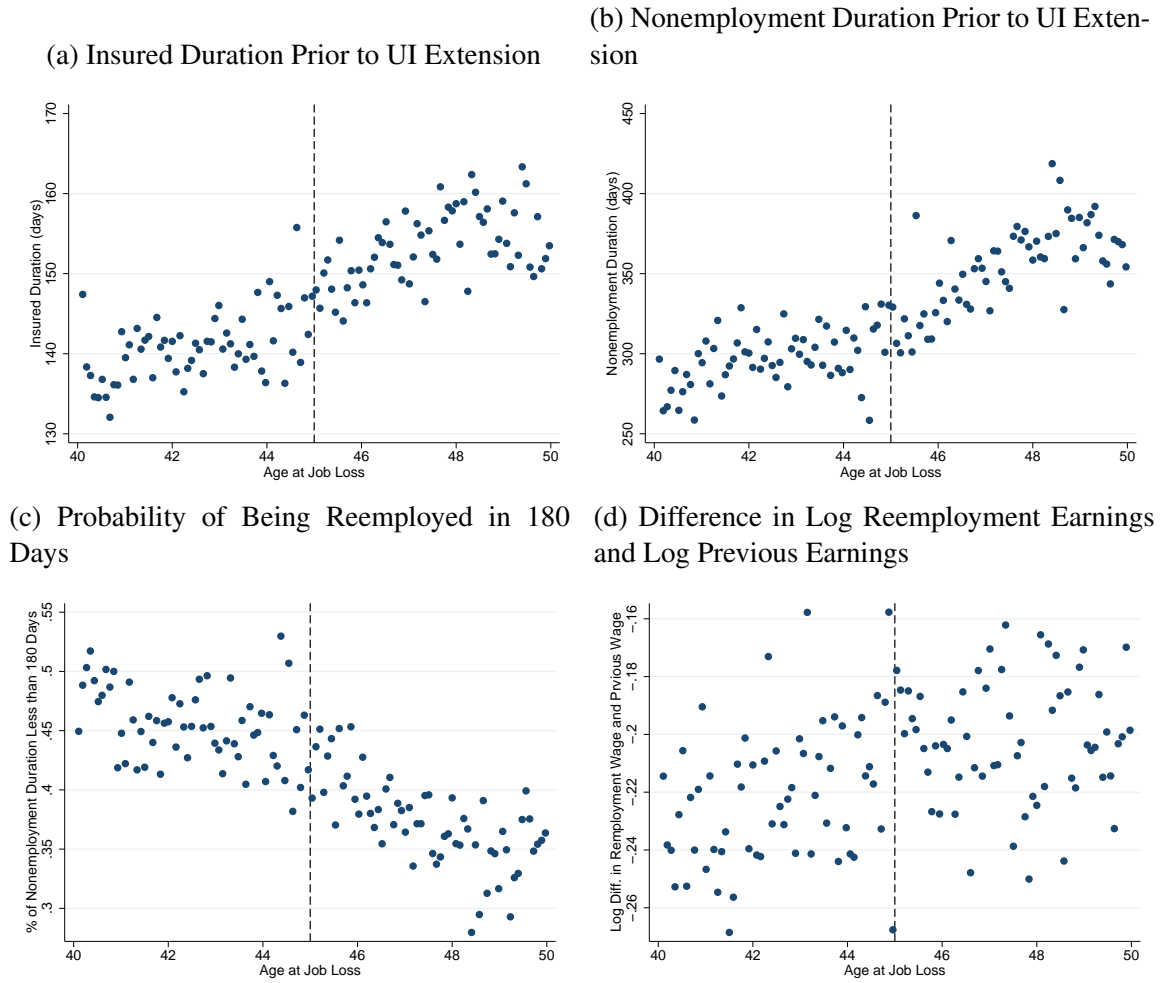 (a) Insured Duration Prior to UI Extension
170
160
150
140
130
Insured Duration (days)
40 42 44 46 48 50
Age at Job Loss
(b) Nonemployment Duration Prior to UI Exten-
sion
450
400
350
300
250
Nonemployment Duration (days)
40 42 44 46 48 50
Age at Job Loss
(c) Probability of Being Reemployed in 180
Days
.55
.5
.45
.4
.35
.3
% of Nonemployment Duration Less than 180 Days
40 42 44 46 48 50
Age at Job Loss
(d) Difference in Log Reemployment Earnings
and Log Previous Earnings
-.16
-.18
-.2
-.22
-.24
-.26
Log Diff. in Remployment Wage and Prvious Wage
40 42 44 46 48 50
Age at Job Loss